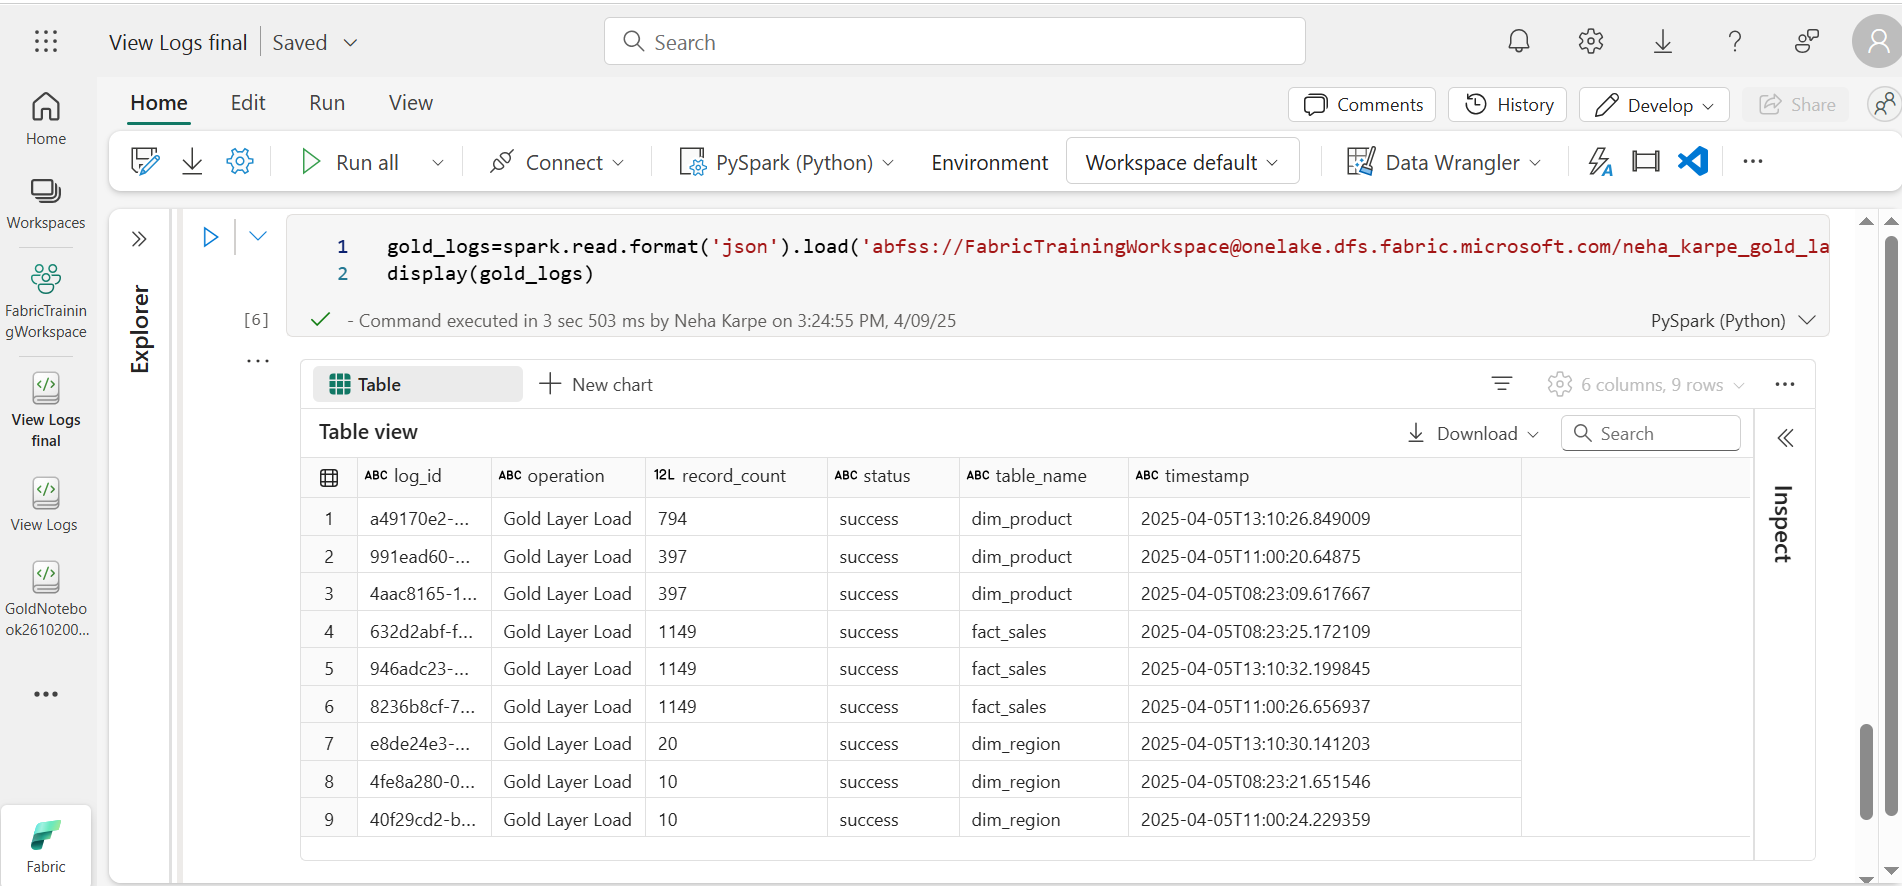 View Logs final
Saved
Search
Home
Edit
Run
View
Comments
History
Develop
Share
Run all
Connect
PySpark (Python)
Environment
Workspace default
Data Wrangler
Home
Workspaces
FabricTrainin
gWorkspace
View Logs
final
View Logs
GoldNotebo
ok2610200...
Fabric
Explorer
1 gold_logs=spark.read.format('json').load('abfss://FabricTrainingWorkspace@onelake.dfs.fabric.microsoft.com/neha_karpe_gold_la
2 display(gold_logs)
[6] - Command executed in 3 sec 503 ms by Neha Karpe on 3:24:55 PM, 4/09/25 PySpark (Python)
Table
New chart
6 columns, 9 rows
Table view
Download
Search
Inspect
ABC log_id ABC operation 12L record_count ABC status ABC table_name ABC timestamp
1 a49170e2-... Gold Layer Load 794 success dim_product 2025-04-05T13:10:26.849009
2 991ead60-... Gold Layer Load 397 success dim_product 2025-04-05T11:00:20.64875
3 4aac8165-1... Gold Layer Load 397 success dim_product 2025-04-05T08:23:09.617667
4 632d2abf-f... Gold Layer Load 1149 success fact_sales 2025-04-05T08:23:25.172109
5 946adc23-... Gold Layer Load 1149 success fact_sales 2025-04-05T13:10:32.199845
6 8236b8cf-7... Gold Layer Load 1149 success fact_sales 2025-04-05T11:00:26.656937
7 e8de24e3-... Gold Layer Load 20 success dim_region 2025-04-05T13:10:30.141203
8 4fe8a280-0... Gold Layer Load 10 success dim_region 2025-04-05T08:23:21.651546
9 40f29cd2-b... Gold Layer Load 10 success dim_region 2025-04-05T11:00:24.229359